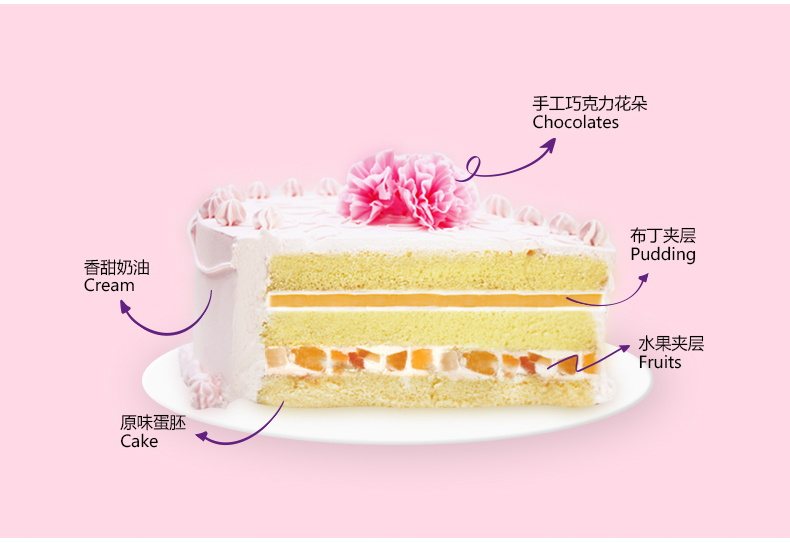 手工巧克力花朵
Chocolates
布丁夹层
Pudding
香甜奶油
Cream
水果夹层
Fruits
原味蛋胚
Cake